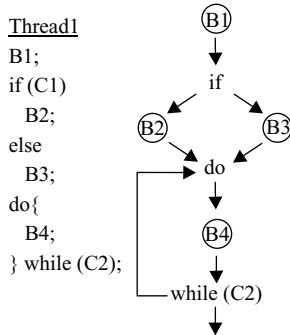 Thread1
B1;
if (C1)
B2;
else
B3;
do{
B4;
} while (C2);
B1
if
B2
B3
do
B4
while (C2)